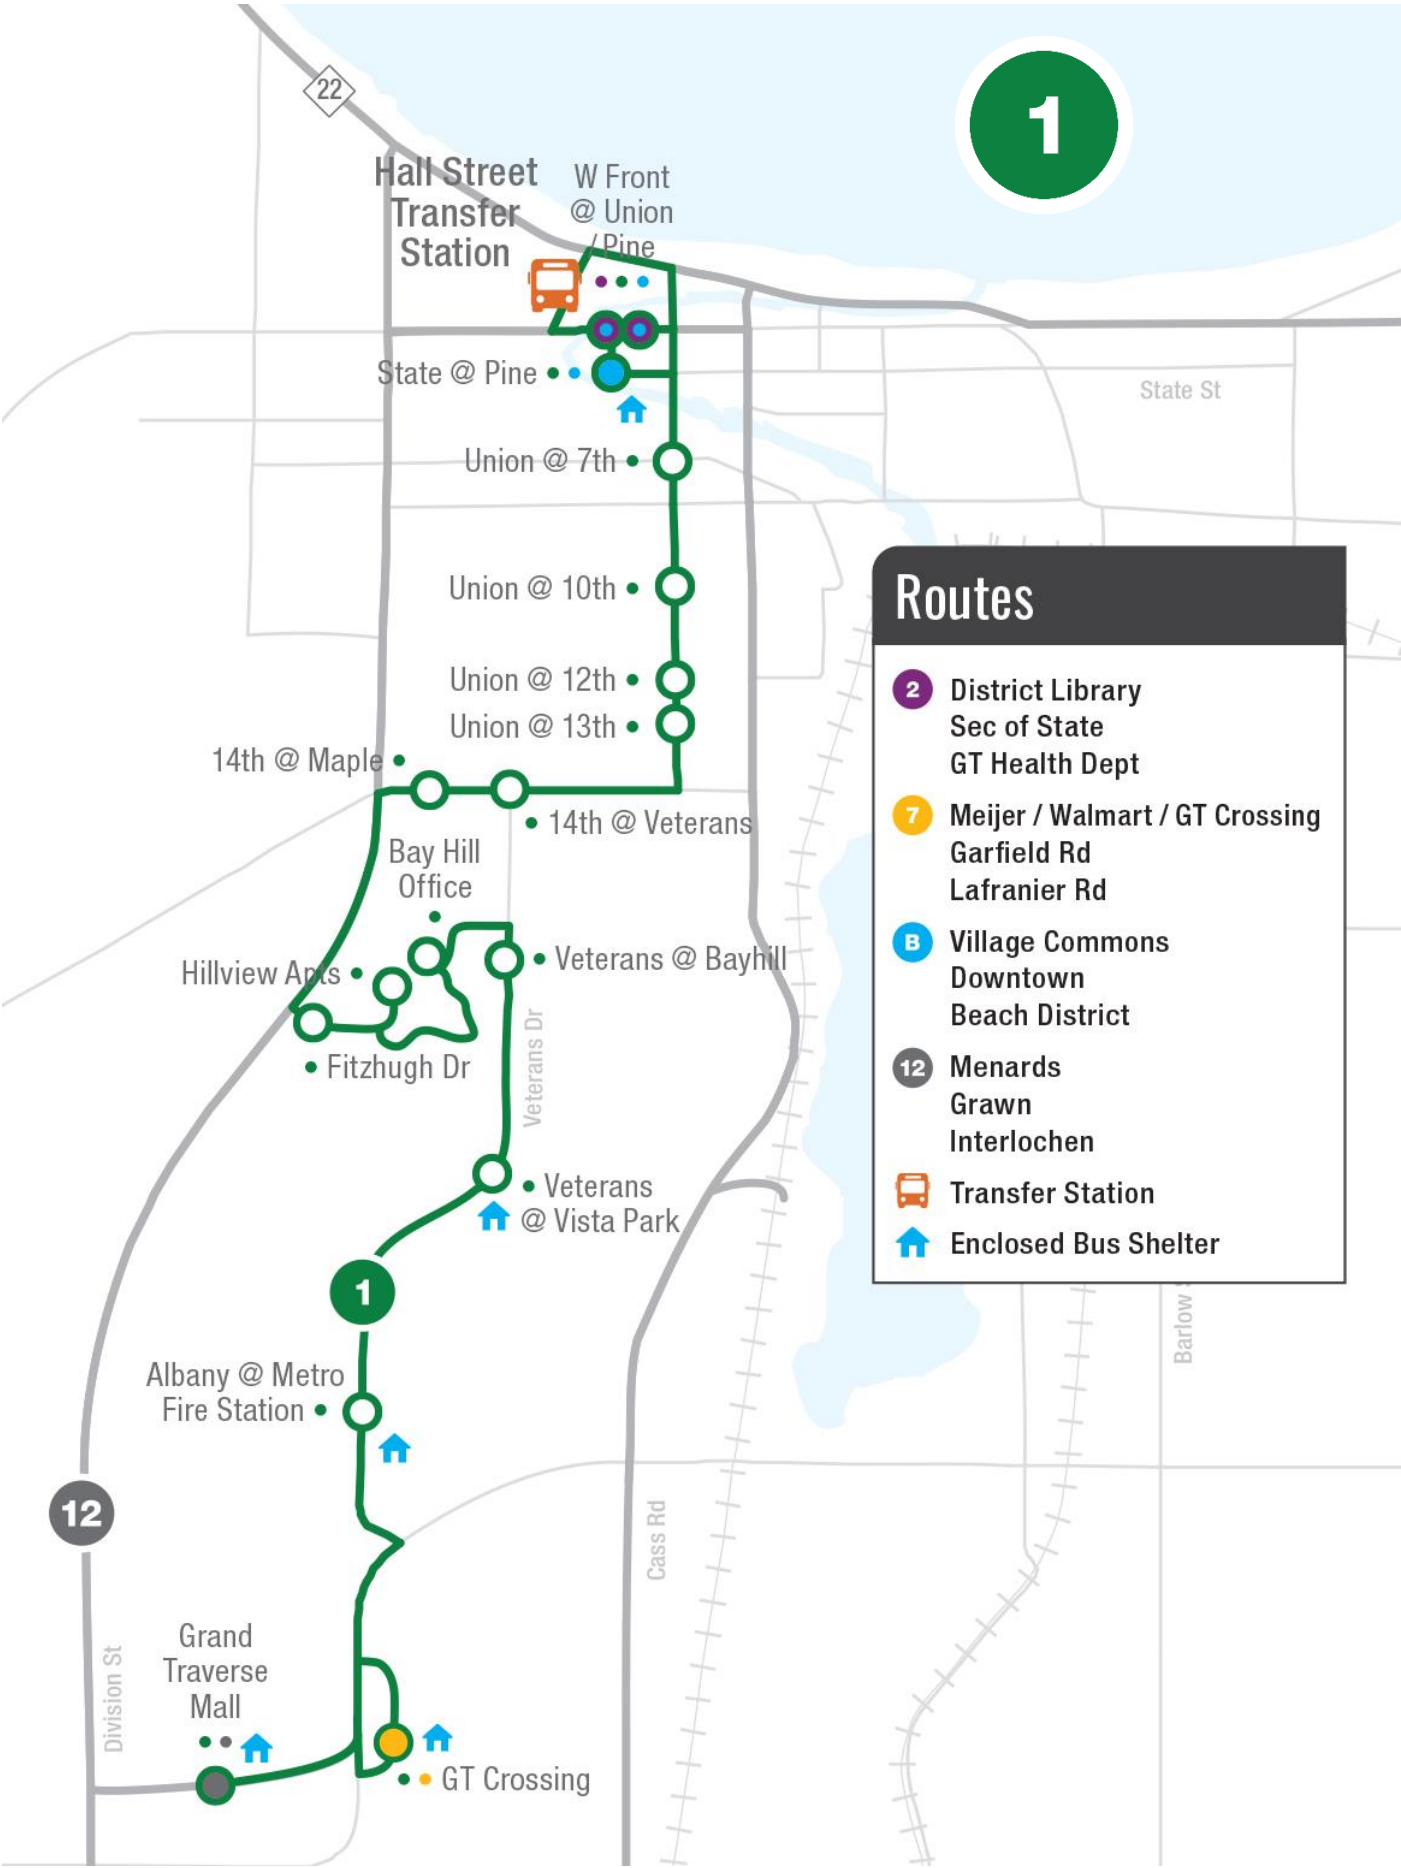 22
1
Hall Street
Transfer
Station
W Front
@ Union
/ Pine
State @ Pine
State St
Union @ 7th
Union @ 10th
Union @ 12th
Union @ 13th
14th @ Maple
14th @ Veterans
Bay Hill
Office
Hillview Apts
Veterans @ Bayhill
Fitzhugh Dr
Veterans Dr
Veterans
@ Vista Park
1
Albany @ Metro
Fire Station
12
Cass Rd
Division St
Grand
Traverse
Mall
GT Crossing
Routes
2 District Library
Sec of State
GT Health Dept
7 Meijer / Walmart / GT Crossing
Garfield Rd
Lafranier Rd
B Village Commons
Downtown
Beach District
12 Menards
Grawn
Interlochen
Transfer Station
Enclosed Bus Shelter
Barlow